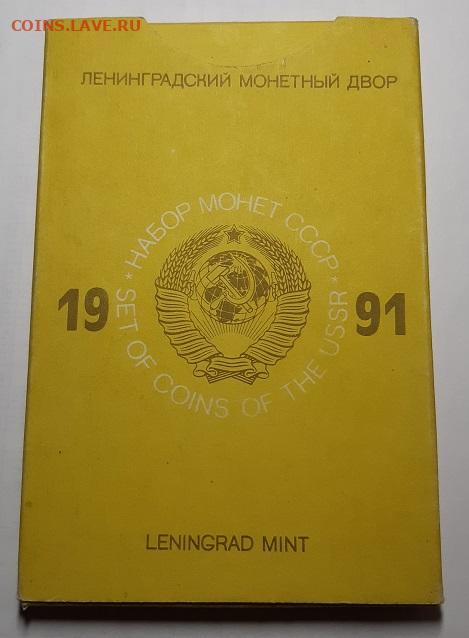 COINS.LAVE.RU
ЛЕНИНГРАДСКИЙ МОНЕТНЫЙ ДВОР
* НАБОР МОНЕТ СССР *
19 91
SET OF COINS OF THE USSR
LENINGRAD MINT